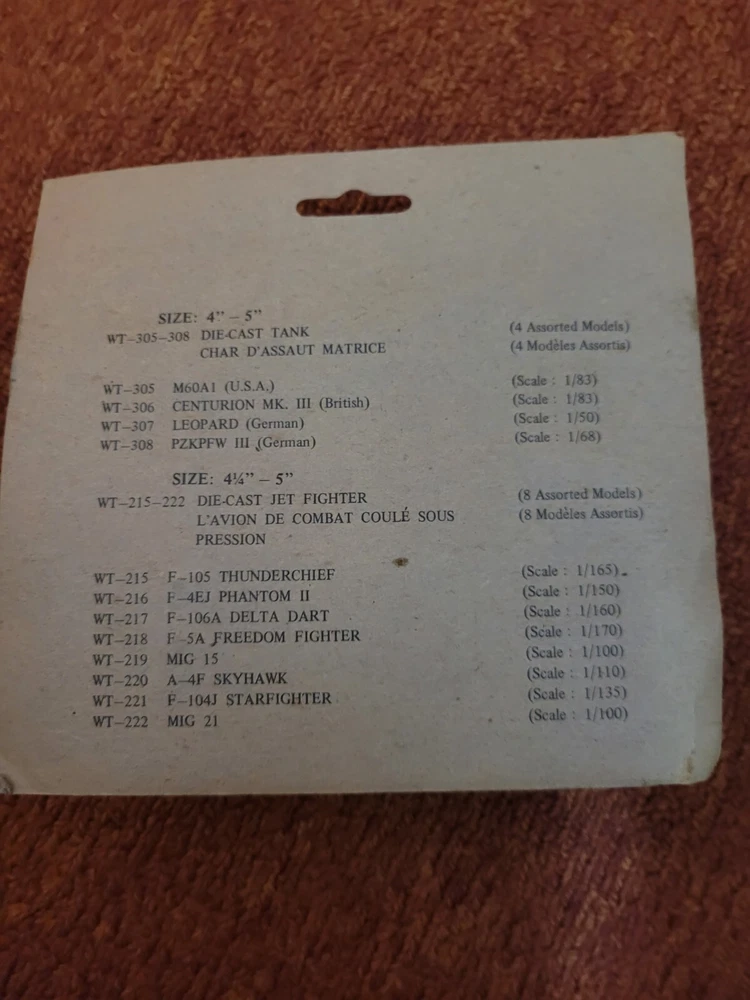 SIZE: 4" – 5"
WT–305–308 DIE-CAST TANK (4 Assorted Models)
CHAR D'ASSAUT MATRICE (4 Modèles Assortis)
WT–305 M60A1 (U.S.A.) (Scale : 1/83)
WT–306 CENTURION MK. III (British) (Scale : 1/83)
WT–307 LEOPARD (German) (Scale : 1/50)
WT–308 PZKPFW III (German) (Scale : 1/68)
SIZE: 4¼" – 5"
WT–215–222 DIE-CAST JET FIGHTER (8 Assorted Models)
L'AVION DE COMBAT COULÉ SOUS (8 Modèles Assortis)
PRESSION
WT–215 F–105 THUNDERCHIEF (Scale : 1/165)
WT–216 F–4EJ PHANTOM II (Scale : 1/150)
WT–217 F–106A DELTA DART (Scale : 1/160)
WT–218 F–5A FREEDOM FIGHTER (Scale : 1/170)
WT–219 MIG 15 (Scale : 1/100)
WT–220 A–4F SKYHAWK (Scale : 1/110)
WT–221 F–104J STARFIGHTER (Scale : 1/135)
WT–222 MIG 21 (Scale : 1/100)